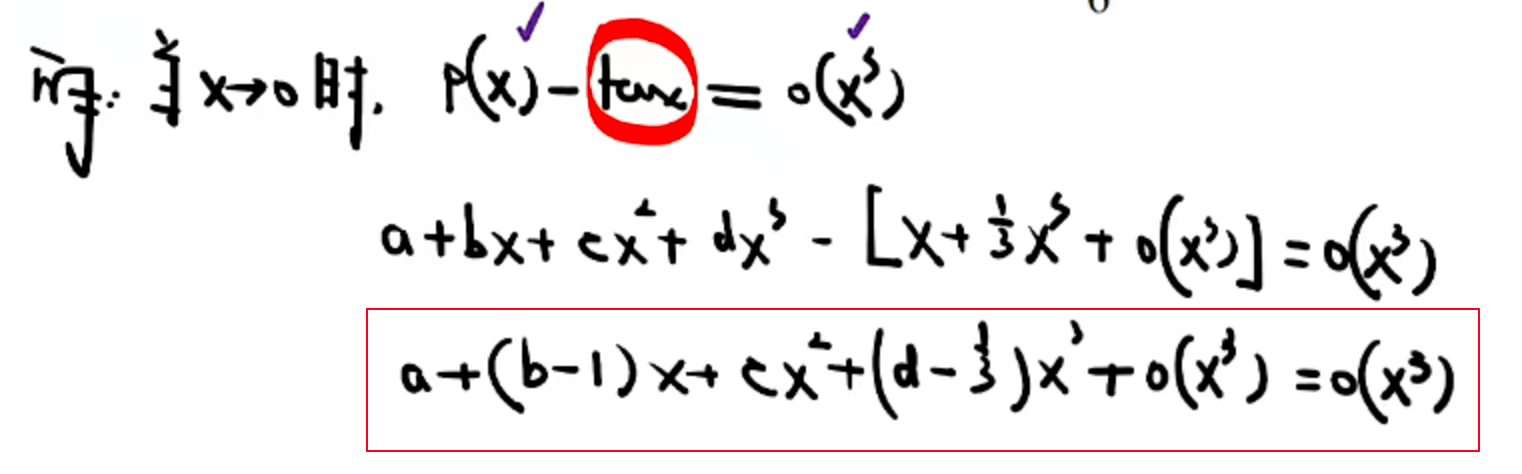 解: 当 x→0 时, P(x) - tanx = o(x³)
a+bx+cx²+dx³ - [x+⅓x³+o(x³)] = o(x³)
a+(b-1)x+cx²+(d-⅓)x³+o(x³) = o(x³)